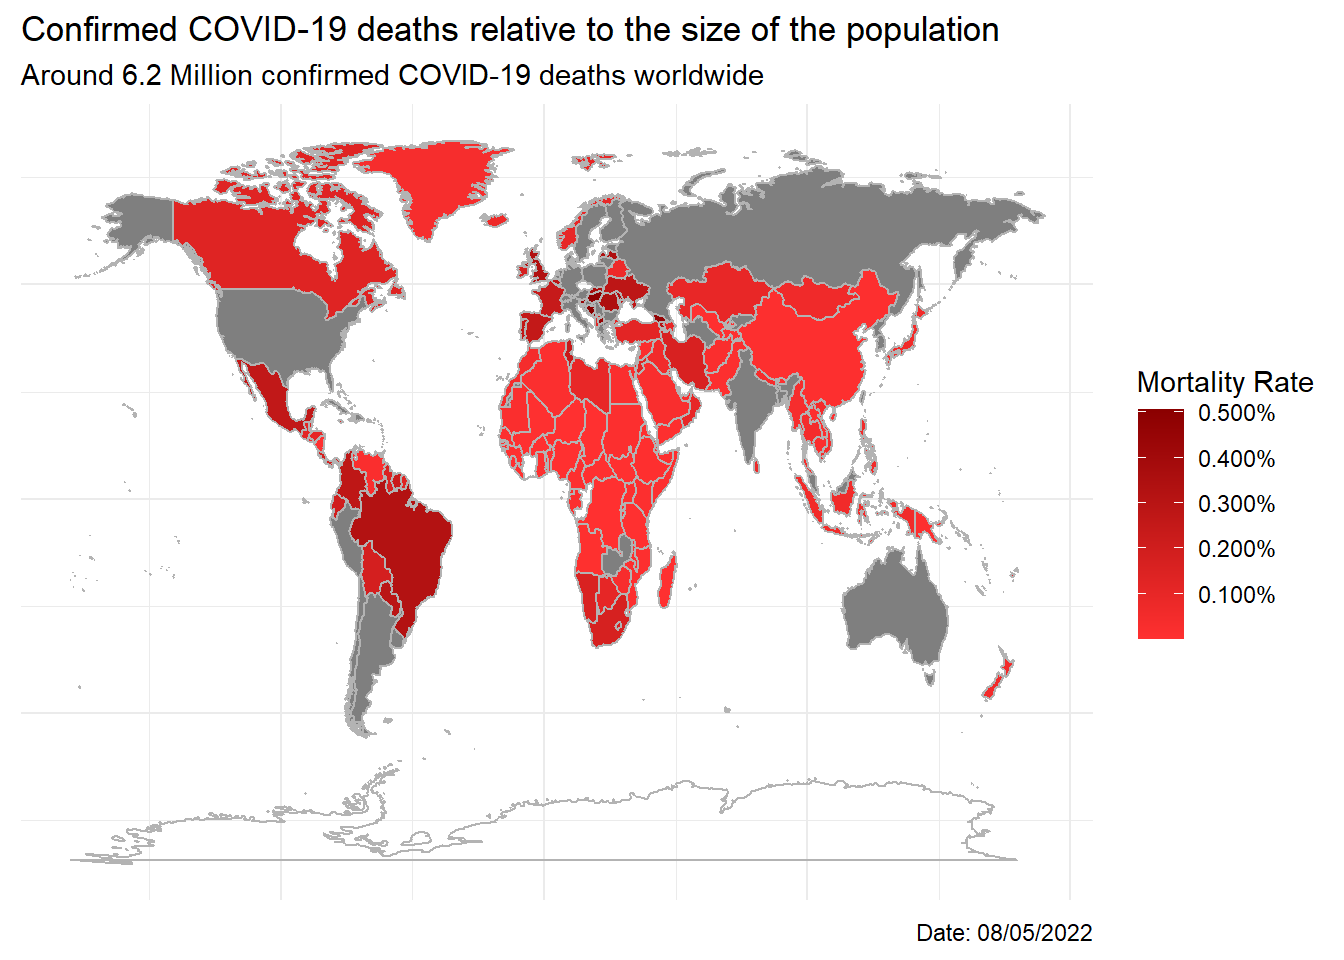 Confirmed COVID-19 deaths relative to the size of the population
Around 6.2 Million confirmed COVID-19 deaths worldwide
Mortality Rate
0.500%
0.400%
0.300%
0.200%
0.100%
Date: 08/05/2022